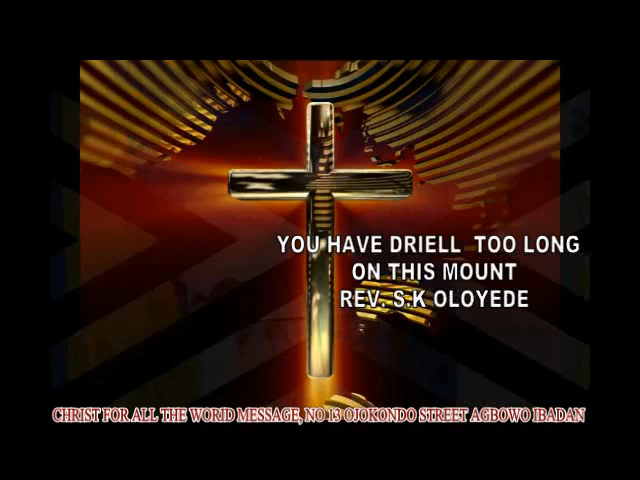 YOU HAVE DRIELL TOO LONG
ON THIS MOUNT
REV. S.K OLOYEDE
CHRIST FOR ALL THE WORID MESSAGE, NO 13 OJOKONDO STREET AGBOWO IBADAN